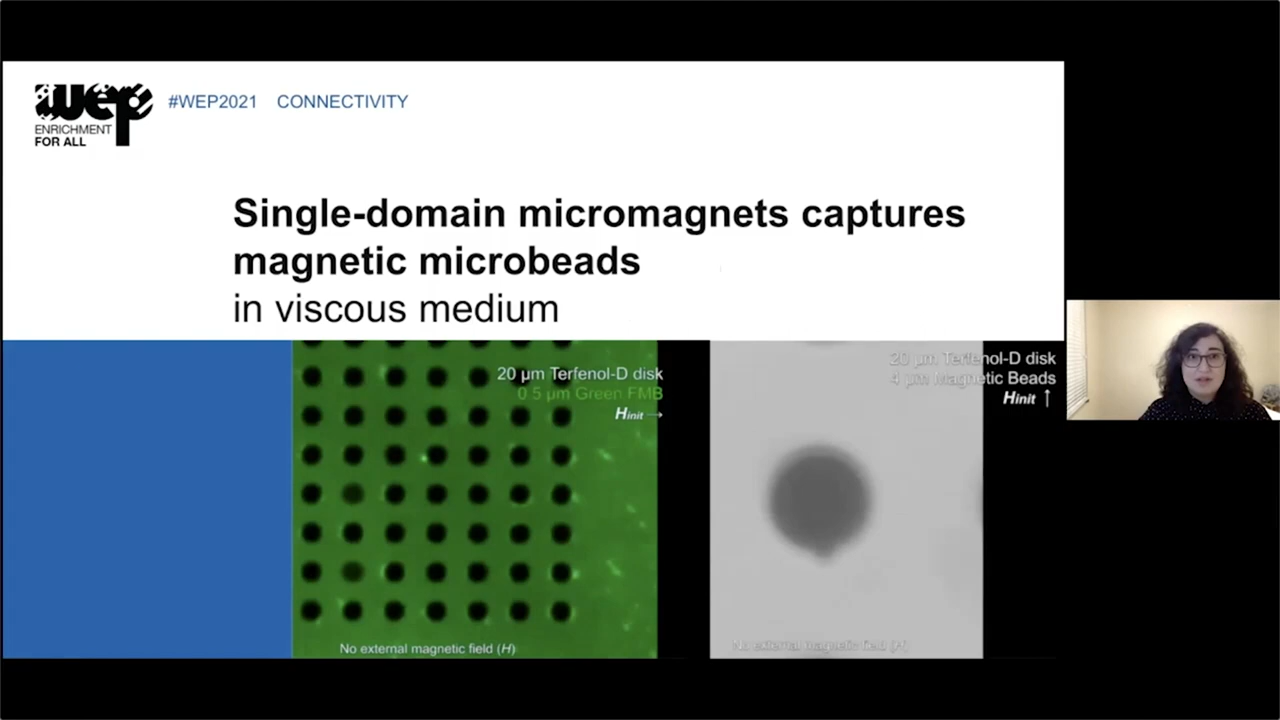 wep
ENRICHMENT
FOR ALL
#WEP2021 CONNECTIVITY
Single-domain micromagnets captures
magnetic microbeads
in viscous medium
20 µm Terfenol-D disk
0.5 µm Green FMB
Hinit →
No external magnetic field (H)
20 µm Terfenol-D disk
4 µm Magnetic Beads
Hinit ↑
No external magnetic field (H)